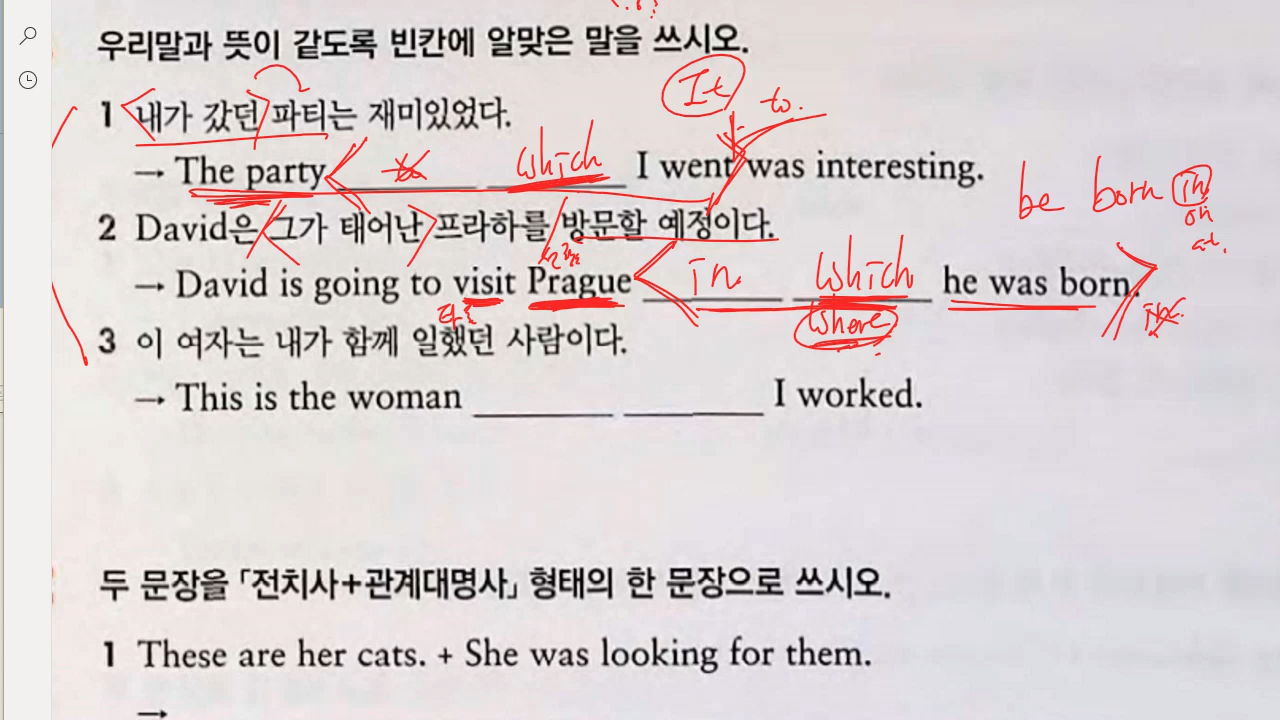 우리말과 뜻이 같도록 빈칸에 알맞은 말을 쓰시오.
It
to.
1 내가 갔던 파티는 재미있었다.
→ The party which I went was interesting.
be born in
on
at
2 David은 그가 태어난 프라하를 방문할 예정이다.
→ David is going to visit Prague in which he was born.
where
3 이 여자는 내가 함께 일했던 사람이다.
→ This is the woman ______ ______ I worked.
두 문장을 「전치사+관계대명사」 형태의 한 문장으로 쓰시오.
1 These are her cats. + She was looking for them.
→